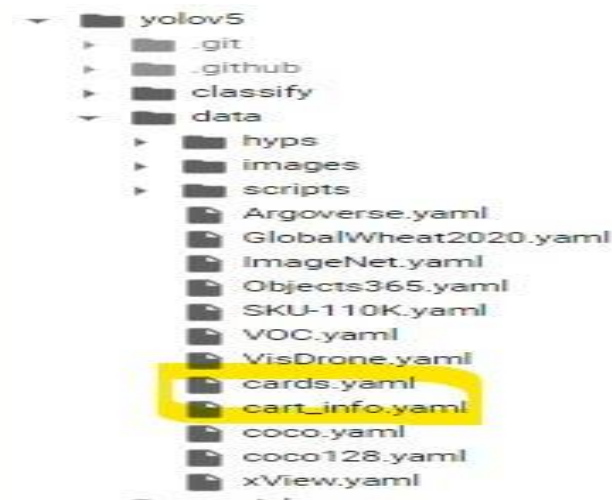 yolov5
.git
.github
classify
data
hyps
images
scripts
Argoverse.yaml
GlobalWheat2020.yaml
ImageNet.yaml
Objects365.yaml
SKU-110K.yaml
VOC.yaml
VisDrone.yaml
cards.yaml
cart_info.yaml
coco.yaml
coco128.yaml
xView.yaml